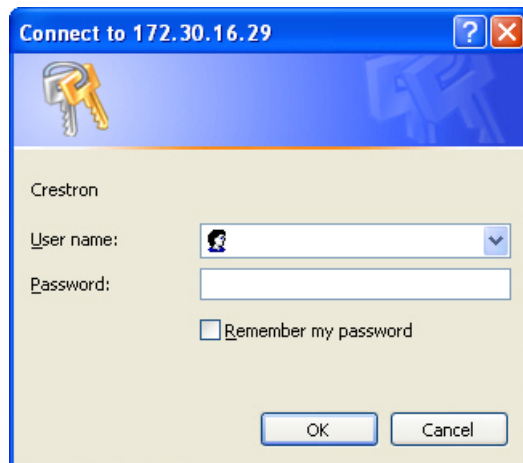 Connect to 172.30.16.29
Crestron
User name:
Password:
Remember my password
OK Cancel